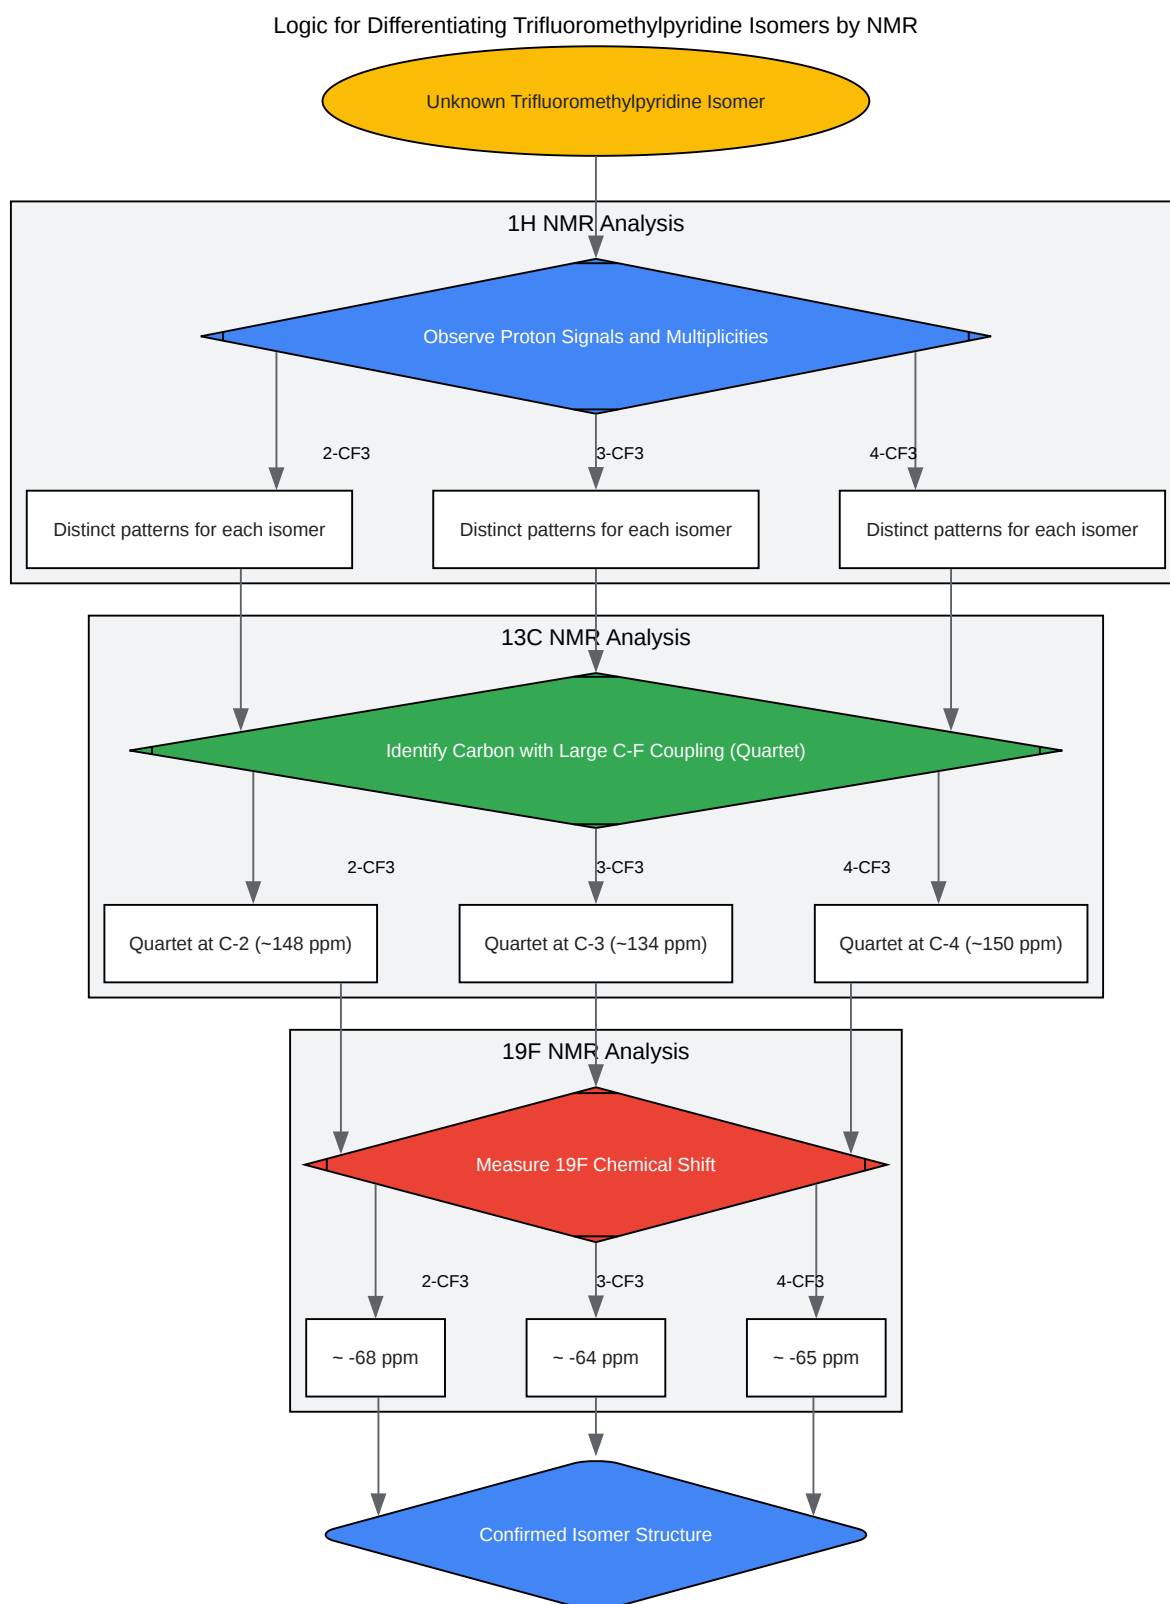 Logic for Differentiating Trifluoromethylpyridine Isomers by NMR
Unknown Trifluoromethylpyridine Isomer
1H NMR Analysis
Observe Proton Signals and Multiplicities
2-CF3
3-CF3
4-CF3
Distinct patterns for each isomer
Distinct patterns for each isomer
Distinct patterns for each isomer
13C NMR Analysis
Identify Carbon with Large C-F Coupling (Quartet)
2-CF3
3-CF3
4-CF3
Quartet at C-2 (~148 ppm)
Quartet at C-3 (~134 ppm)
Quartet at C-4 (~150 ppm)
19F NMR Analysis
Measure 19F Chemical Shift
2-CF3
3-CF3
4-CF3
~ -68 ppm
~ -64 ppm
~ -65 ppm
Confirmed Isomer Structure